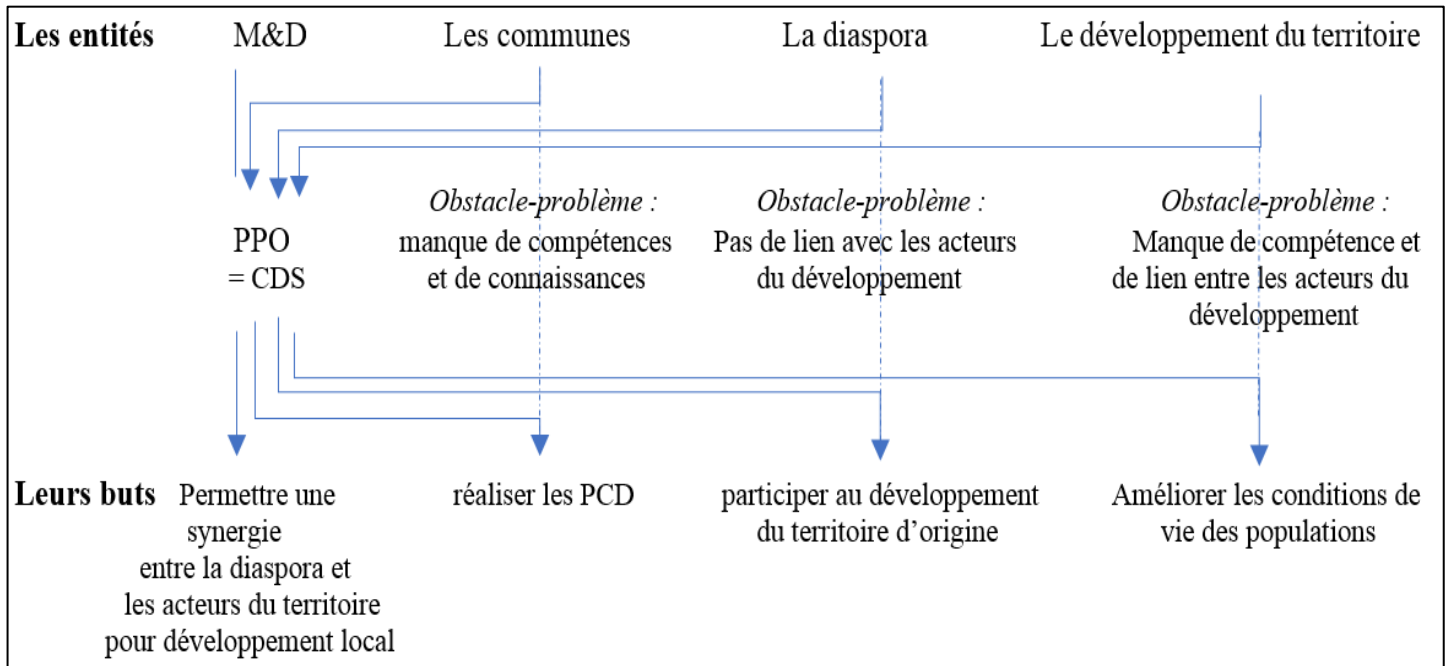 Les entités M&D Les communes La diaspora Le développement du territoire
PPO
= CDS
Obstacle-problème :
manque de compétences
et de connaissances
Obstacle-problème :
Pas de lien avec les acteurs
du développement
Obstacle-problème :
Manque de compétence et
de lien entre les acteurs du
développement
Leurs buts
Permettre une
synergie
entre la diaspora et
les acteurs du territoire
pour développement local
réaliser les PCD
participer au développement
du territoire d’origine
Améliorer les conditions de
vie des populations